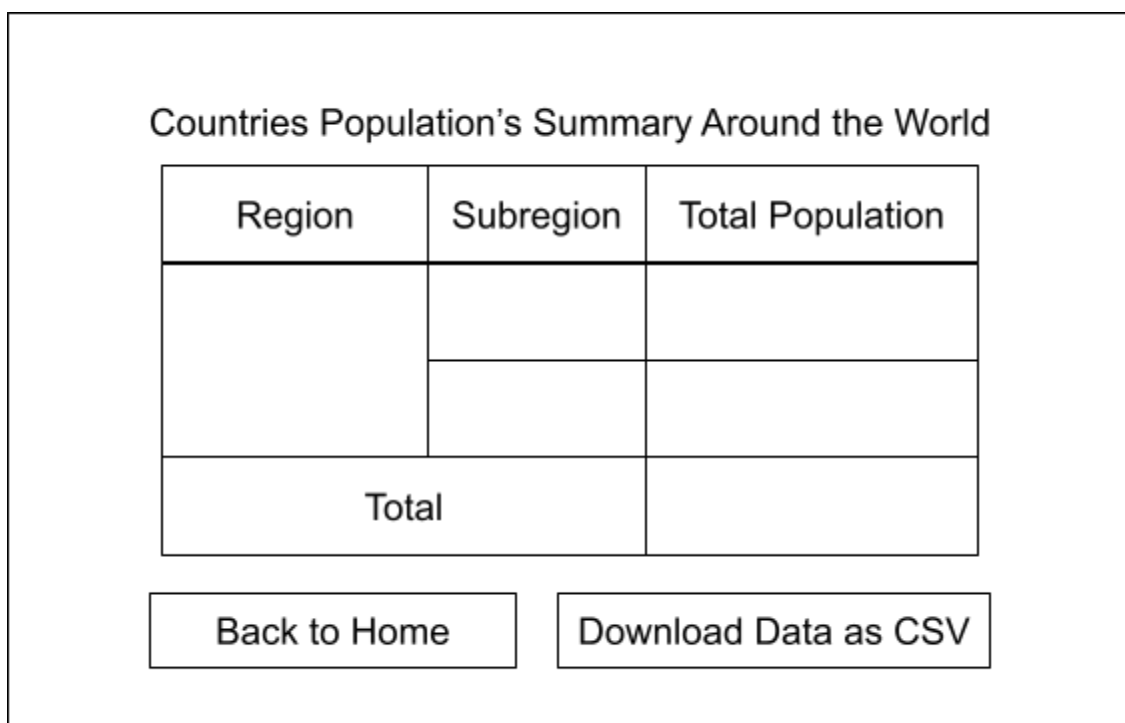 Countries Population’s Summary Around the World
Region Subregion Total Population
Total
Back to Home Download Data as CSV